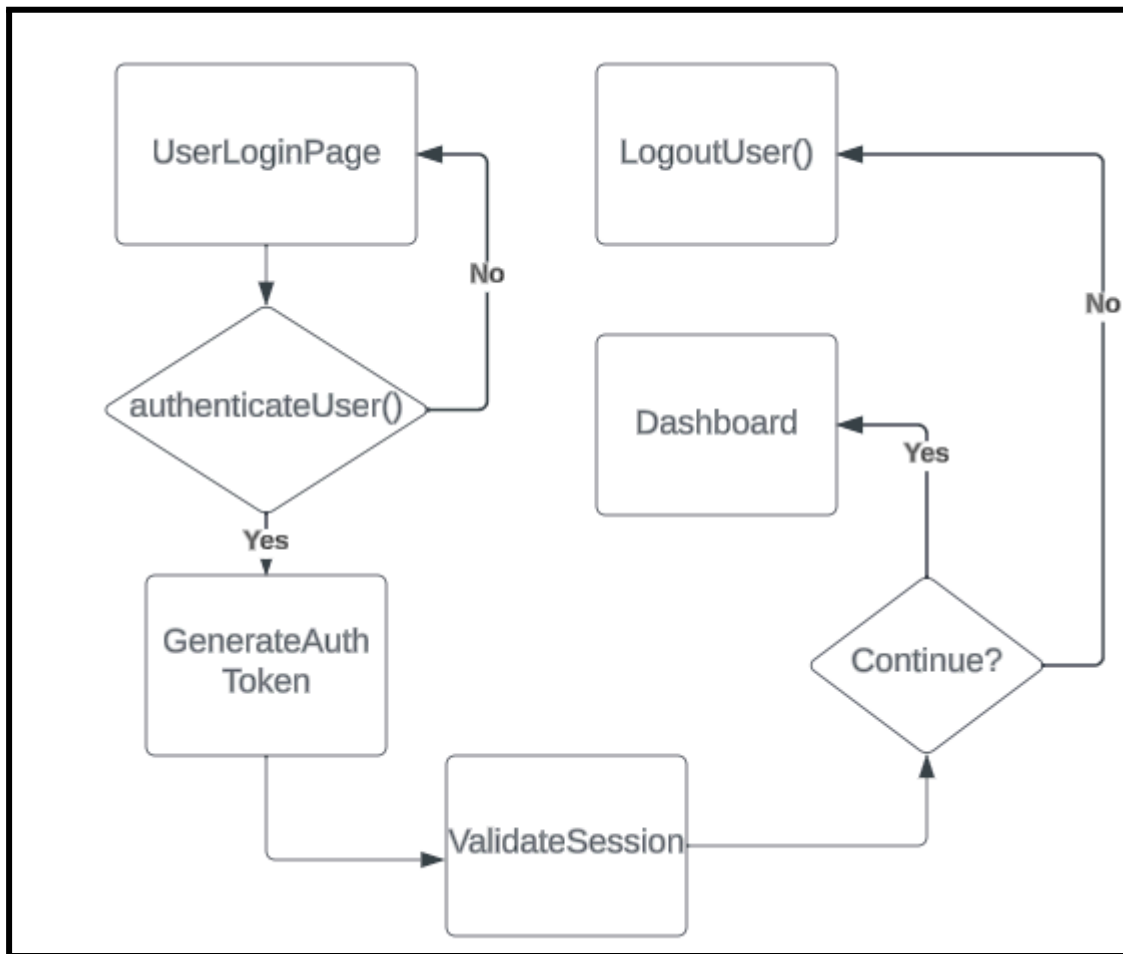 UserLoginPage
No
authenticateUser()
Yes
GenerateAuth
Token
ValidateSession
Continue?
Yes
Dashboard
No
LogoutUser()